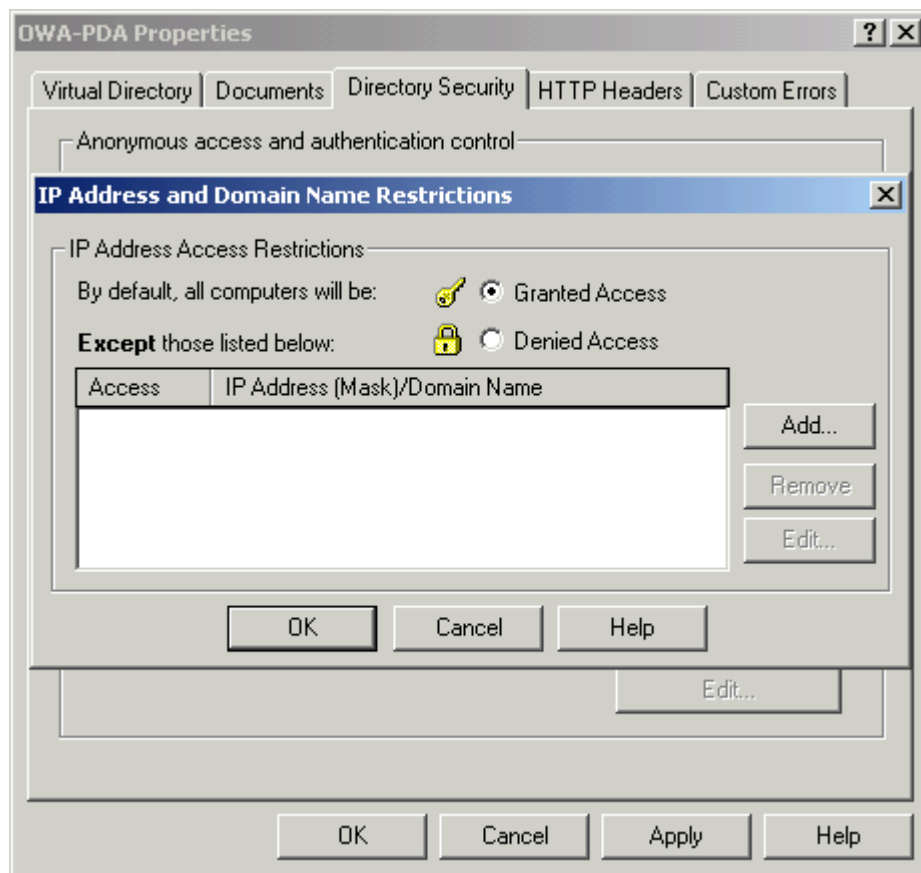 OWA-PDA Properties
Virtual Directory Documents Directory Security HTTP Headers Custom Errors
Anonymous access and authentication control
IP Address and Domain Name Restrictions
IP Address Access Restrictions
By default, all computers will be: Granted Access
Except those listed below: Denied Access
Access IP Address (Mask)/Domain Name
Add...
Remove
Edit...
OK Cancel Help
Edit...
OK Cancel Apply Help